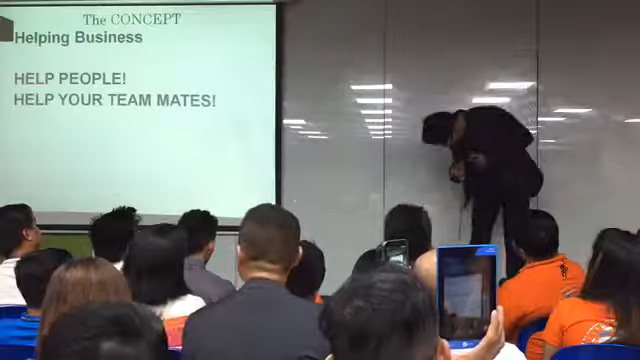 The CONCEPT
Helping Business
HELP PEOPLE!
HELP YOUR TEAM MATES!